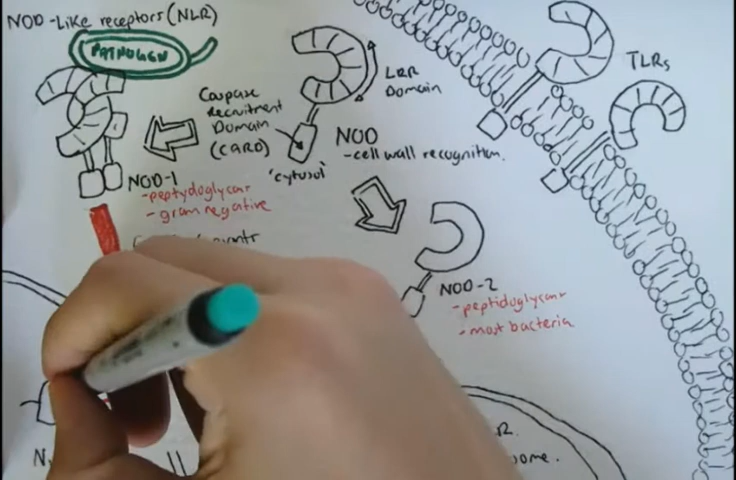 NOD-Like receptors (NLR)
PATHOGEN
TLRs
LRR
Domain
Caspase
Recruitment
Domain
(CARD)
NOD
-cell wall recognition.
'cytosol'
NOD-1
-peptydoglycan
-gram negative
NOD-2
-peptidoglycan
-most bacteria
R.
ome.
N